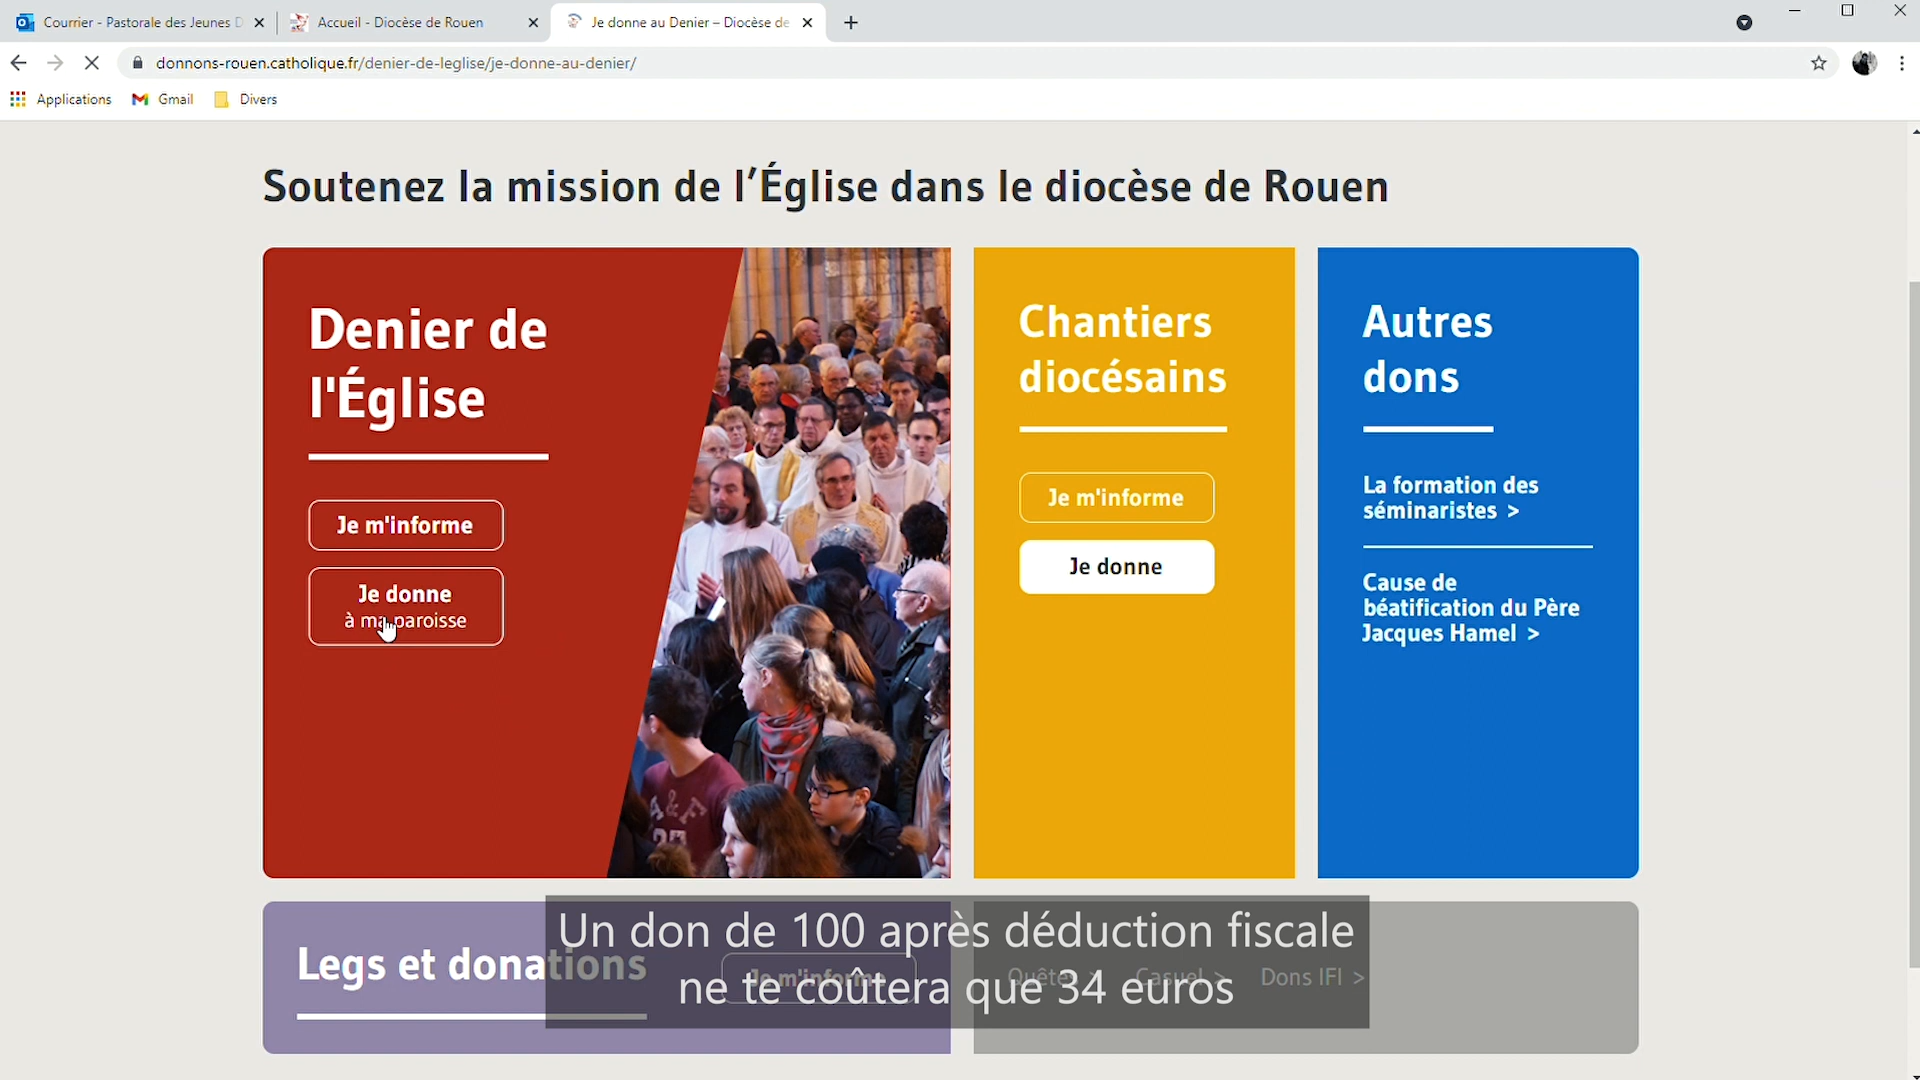 Courrier - Pastorale des Jeunes D
Accueil - Diocèse de Rouen
Je donne au Denier – Diocèse de
donnons-rouen.catholique.fr/denier-de-leglise/je-donne-au-denier/
Applications
Gmail
Divers
Soutenez la mission de l'Église dans le diocèse de Rouen
Denier de
l'Église
Je m'informe
Je donne
à ma paroisse
Chantiers
diocésains
Je m'informe
Je donne
Autres
dons
La formation des
séminaristes >
Cause de
béatification du Père
Jacques Hamel >
A & F
Legs et donations
Je m'informe
Quêtes >
Casuel >
Dons IFI >
Un don de 100 après déduction fiscale
ne te coûtera que 34 euros